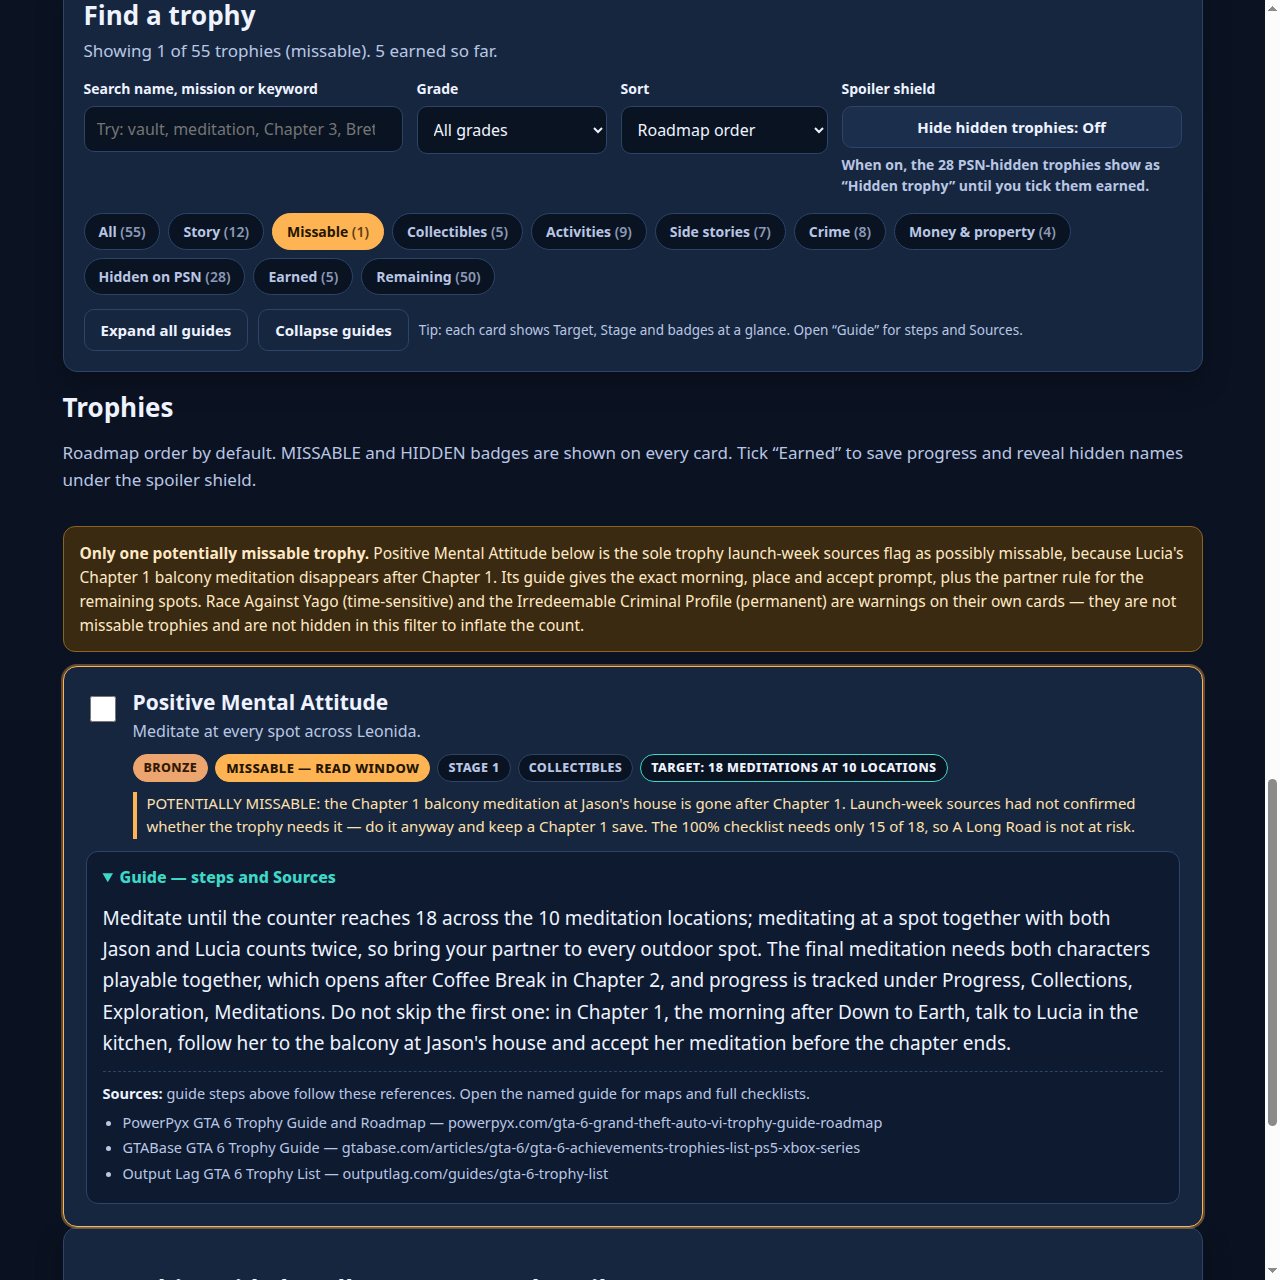 Find a trophy
Showing 1 of 55 trophies (missable). 5 earned so far.
Search name, mission or keyword
Grade
Sort
Spoiler shield
Try: vault, meditation, Chapter 3, Bret
All grades
Roadmap order
Hide hidden trophies: Off
When on, the 28 PSN-hidden trophies show as
“Hidden trophy” until you tick them earned.
All (55)
Story (12)
Missable (1)
Collectibles (5)
Activities (9)
Side stories (7)
Crime (8)
Money & property (4)
Hidden on PSN (28)
Earned (5)
Remaining (50)
Expand all guides
Collapse guides
Tip: each card shows Target, Stage and badges at a glance. Open “Guide” for steps and Sources.
Trophies
Roadmap order by default. MISSABLE and HIDDEN badges are shown on every card. Tick “Earned” to save progress and reveal hidden names
under the spoiler shield.
Only one potentially missable trophy. Positive Mental Attitude below is the sole trophy launch-week sources flag as possibly missable, because Lucia's
Chapter 1 balcony meditation disappears after Chapter 1. Its guide gives the exact morning, place and accept prompt, plus the partner rule for the
remaining spots. Race Against Yago (time-sensitive) and the Irredeemable Criminal Profile (permanent) are warnings on their own cards — they are not
missable trophies and are not hidden in this filter to inflate the count.
Positive Mental Attitude
Meditate at every spot across Leonida.
BRONZE
MISSABLE — READ WINDOW
STAGE 1
COLLECTIBLES
TARGET: 18 MEDITATIONS AT 10 LOCATIONS
POTENTIALLY MISSABLE: the Chapter 1 balcony meditation at Jason's house is gone after Chapter 1. Launch-week sources had not confirmed
whether the trophy needs it — do it anyway and keep a Chapter 1 save. The 100% checklist needs only 15 of 18, so A Long Road is not at risk.
▼ Guide — steps and Sources
Meditate until the counter reaches 18 across the 10 meditation locations; meditating at a spot together with both
Jason and Lucia counts twice, so bring your partner to every outdoor spot. The final meditation needs both characters
playable together, which opens after Coffee Break in Chapter 2, and progress is tracked under Progress, Collections,
Exploration, Meditations. Do not skip the first one: in Chapter 1, the morning after Down to Earth, talk to Lucia in the
kitchen, follow her to the balcony at Jason's house and accept her meditation before the chapter ends.
Sources: guide steps above follow these references. Open the named guide for maps and full checklists.
• PowerPyx GTA 6 Trophy Guide and Roadmap — powerpyx.com/gta-6-grand-theft-auto-vi-trophy-guide-roadmap
• GTABase GTA 6 Trophy Guide — gtabase.com/articles/gta-6/gta-6-achievements-trophies-list-ps5-xbox-series
• Output Lag GTA 6 Trophy List — outputlag.com/guides/gta-6-trophy-list